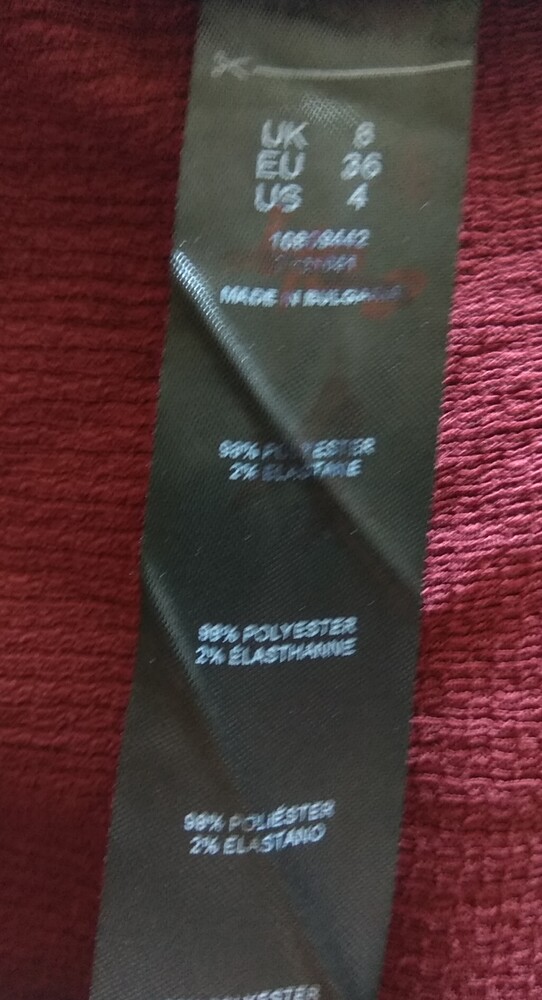 UK 8
EU 36
US 4
MADE IN BULGARIA
98% POLYESTER
2% ELASTANE
98% POLYESTER
2% ÉLASTHANNE
98% POLIÉSTER
2% ELASTANO